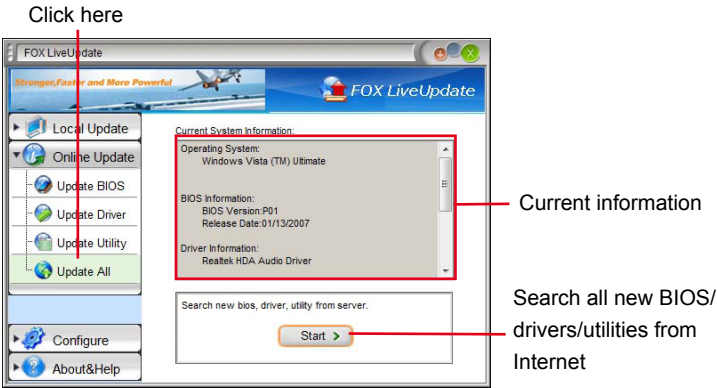 Click here
FOX LiveUpdate
Stronger,Faster and More Powerful
FOX LiveUpdate
Local Update
Online Update
Update BIOS
Update Driver
Update Utility
Update All
Configure
About&Help
Current System Information:
Operating System:
Windows Vista (TM) Ultimate
BIOS Information:
BIOS Version:P01
Release Date:01/13/2007
Driver Information:
Realtek HDA Audio Driver
Search new bios, driver, utility from server.
Start >
Current information
Search all new BIOS/
drivers/utilities from
Internet